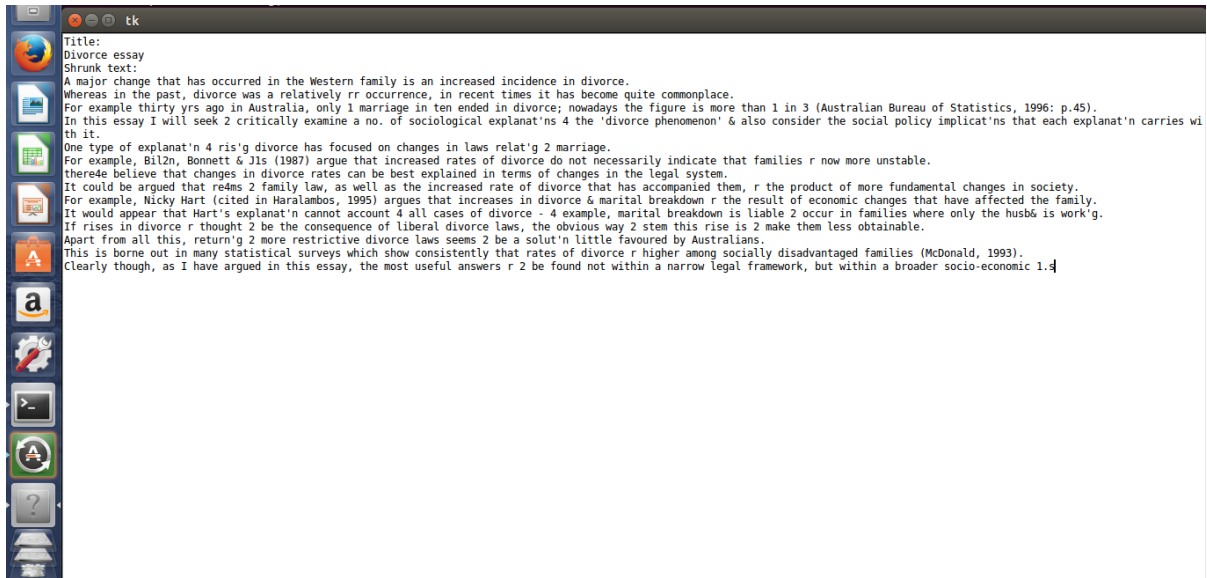 tk
Title:
Divorce essay
Shrunk text:
A major change that has occurred in the Western family is an increased incidence in divorce.
Whereas in the past, divorce was a relatively rr occurrence, in recent times it has become quite commonplace.
For example thirty yrs ago in Australia, only 1 marriage in ten ended in divorce; nowadays the figure is more than 1 in 3 (Australian Bureau of Statistics, 1996: p.45).
In this essay I will seek 2 critically examine a no. of sociological explanat'ns 4 the 'divorce phenomenon' & also consider the social policy implicat'ns that each explanat'n carries wi
th it.
One type of explanat'n 4 ris'g divorce has focused on changes in laws relat'g 2 marriage.
For example, Bil2n, Bonnett & J1s (1987) argue that increased rates of divorce do not necessarily indicate that families r now more unstable.
there4e believe that changes in divorce rates can be best explained in terms of changes in the legal system.
It could be argued that re4ms 2 family law, as well as the increased rate of divorce that has accompanied them, r the product of more fundamental changes in society.
For example, Nicky Hart (cited in Haralambos, 1995) argues that increases in divorce & marital breakdown r the result of economic changes that have affected the family.
It would appear that Hart's explanat'n cannot account 4 all cases of divorce - 4 example, marital breakdown is liable 2 occur in families where only the husb& is work'g.
If rises in divorce r thought 2 be the consequence of liberal divorce laws, the obvious way 2 stem this rise is 2 make them less obtainable.
Apart from all this, return'g 2 more restrictive divorce laws seems 2 be a solut'n little favoured by Australians.
This is borne out in many statistical surveys which show consistently that rates of divorce r higher among socially disadvantaged families (McDonald, 1993).
Clearly though, as I have argued in this essay, the most useful answers r 2 be found not within a narrow legal framework, but within a broader socio-economic 1.s